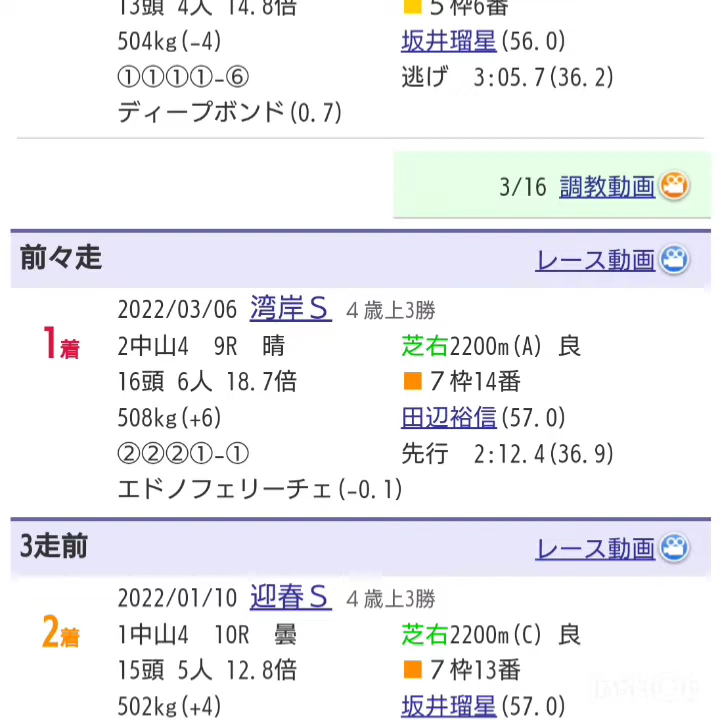 13頭 4人 14.8倍 ■5枠6番
504kg(-4) 坂井瑠星(56.0)
①①①①-⑥ 逃げ 3:05.7(36.2)
ディープボンド(0.7)
3/16 調教動画
前々走 レース動画
2022/03/06 湾岸S 4歳上3勝
1着 2中山4 9R 晴 芝右2200m(A) 良
16頭 6人 18.7倍 ■7枠14番
508kg(+6) 田辺裕信(57.0)
②②②①-① 先行 2:12.4(36.9)
エドノフェリーチェ(-0.1)
3走前 レース動画
2022/01/10 迎春S 4歳上3勝
2着 1中山4 10R 曇 芝右2200m(C) 良
15頭 5人 12.8倍 ■7枠13番
502kg(+4) 坂井瑠星(57.0)